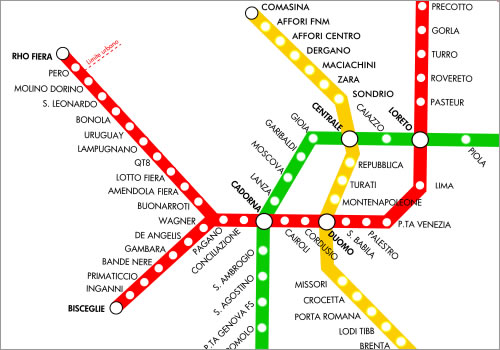 COMASINA
AFFORI FNM
AFFORI CENTRO
DERGANO
MACIACHINI
ZARA
SONDRIO
CENTRALE
CAIAZZO
LORETO
PRECOTTO
GORLA
TURRO
ROVERETO
PASTEUR
PIOLA
LIMA
P.TA VENEZIA
PALESTRO
S. BABILA
DUOMO
CORDUSIO
CAIROLI
REPUBBLICA
TURATI
MONTENAPOLEONE
GIOIA
GARIBALDI
MOSCOVA
LANZA
CADORNA
RHO FIERA
Limite urbano
PERO
MOLINO DORINO
S. LEONARDO
BONOLA
URUGUAY
LAMPUGNANO
QT8
LOTTO FIERA
AMENDOLA FIERA
BUONARROTI
WAGNER
PAGANO
CONCILIAZIONE
DE ANGELIS
GAMBARA
BANDE NERE
PRIMATICCIO
INGANNI
BISCEGLIE
S. AMBROGIO
S. AGOSTINO
P.TA GENOVA FS
ROMOLO
MISSORI
CROCETTA
PORTA ROMANA
LODI TIBB
BRENTA